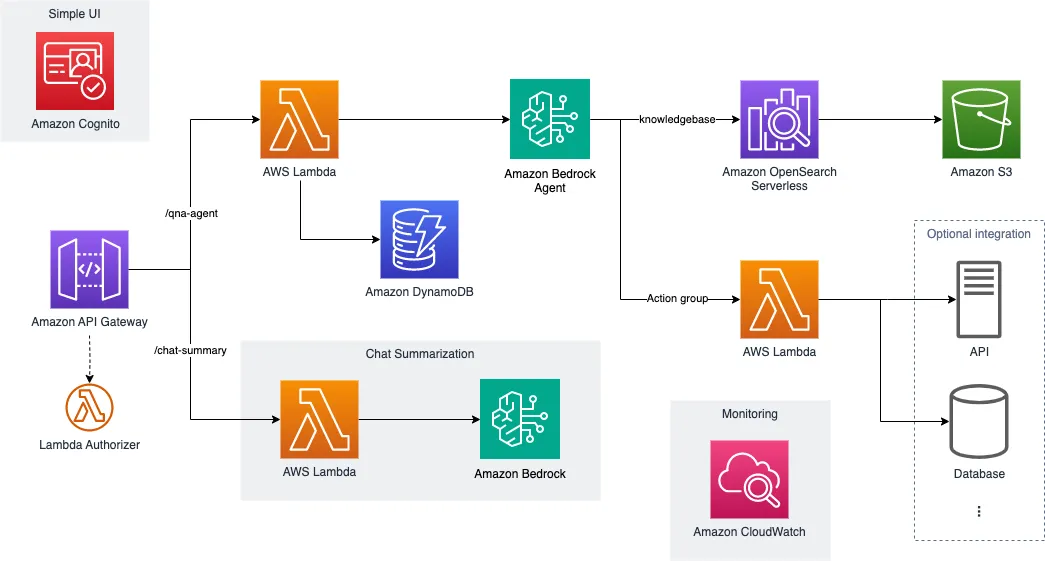 Simple UI
Amazon Cognito
AWS Lambda
Amazon Bedrock
Agent
knowledgebase
Amazon OpenSearch
Serverless
Amazon S3
/qna-agent
Amazon DynamoDB
Amazon API Gateway
Lambda Authorizer
/chat-summary
Chat Summarization
AWS Lambda
Amazon Bedrock
Action group
AWS Lambda
Optional integration
API
Database
Monitoring
Amazon CloudWatch